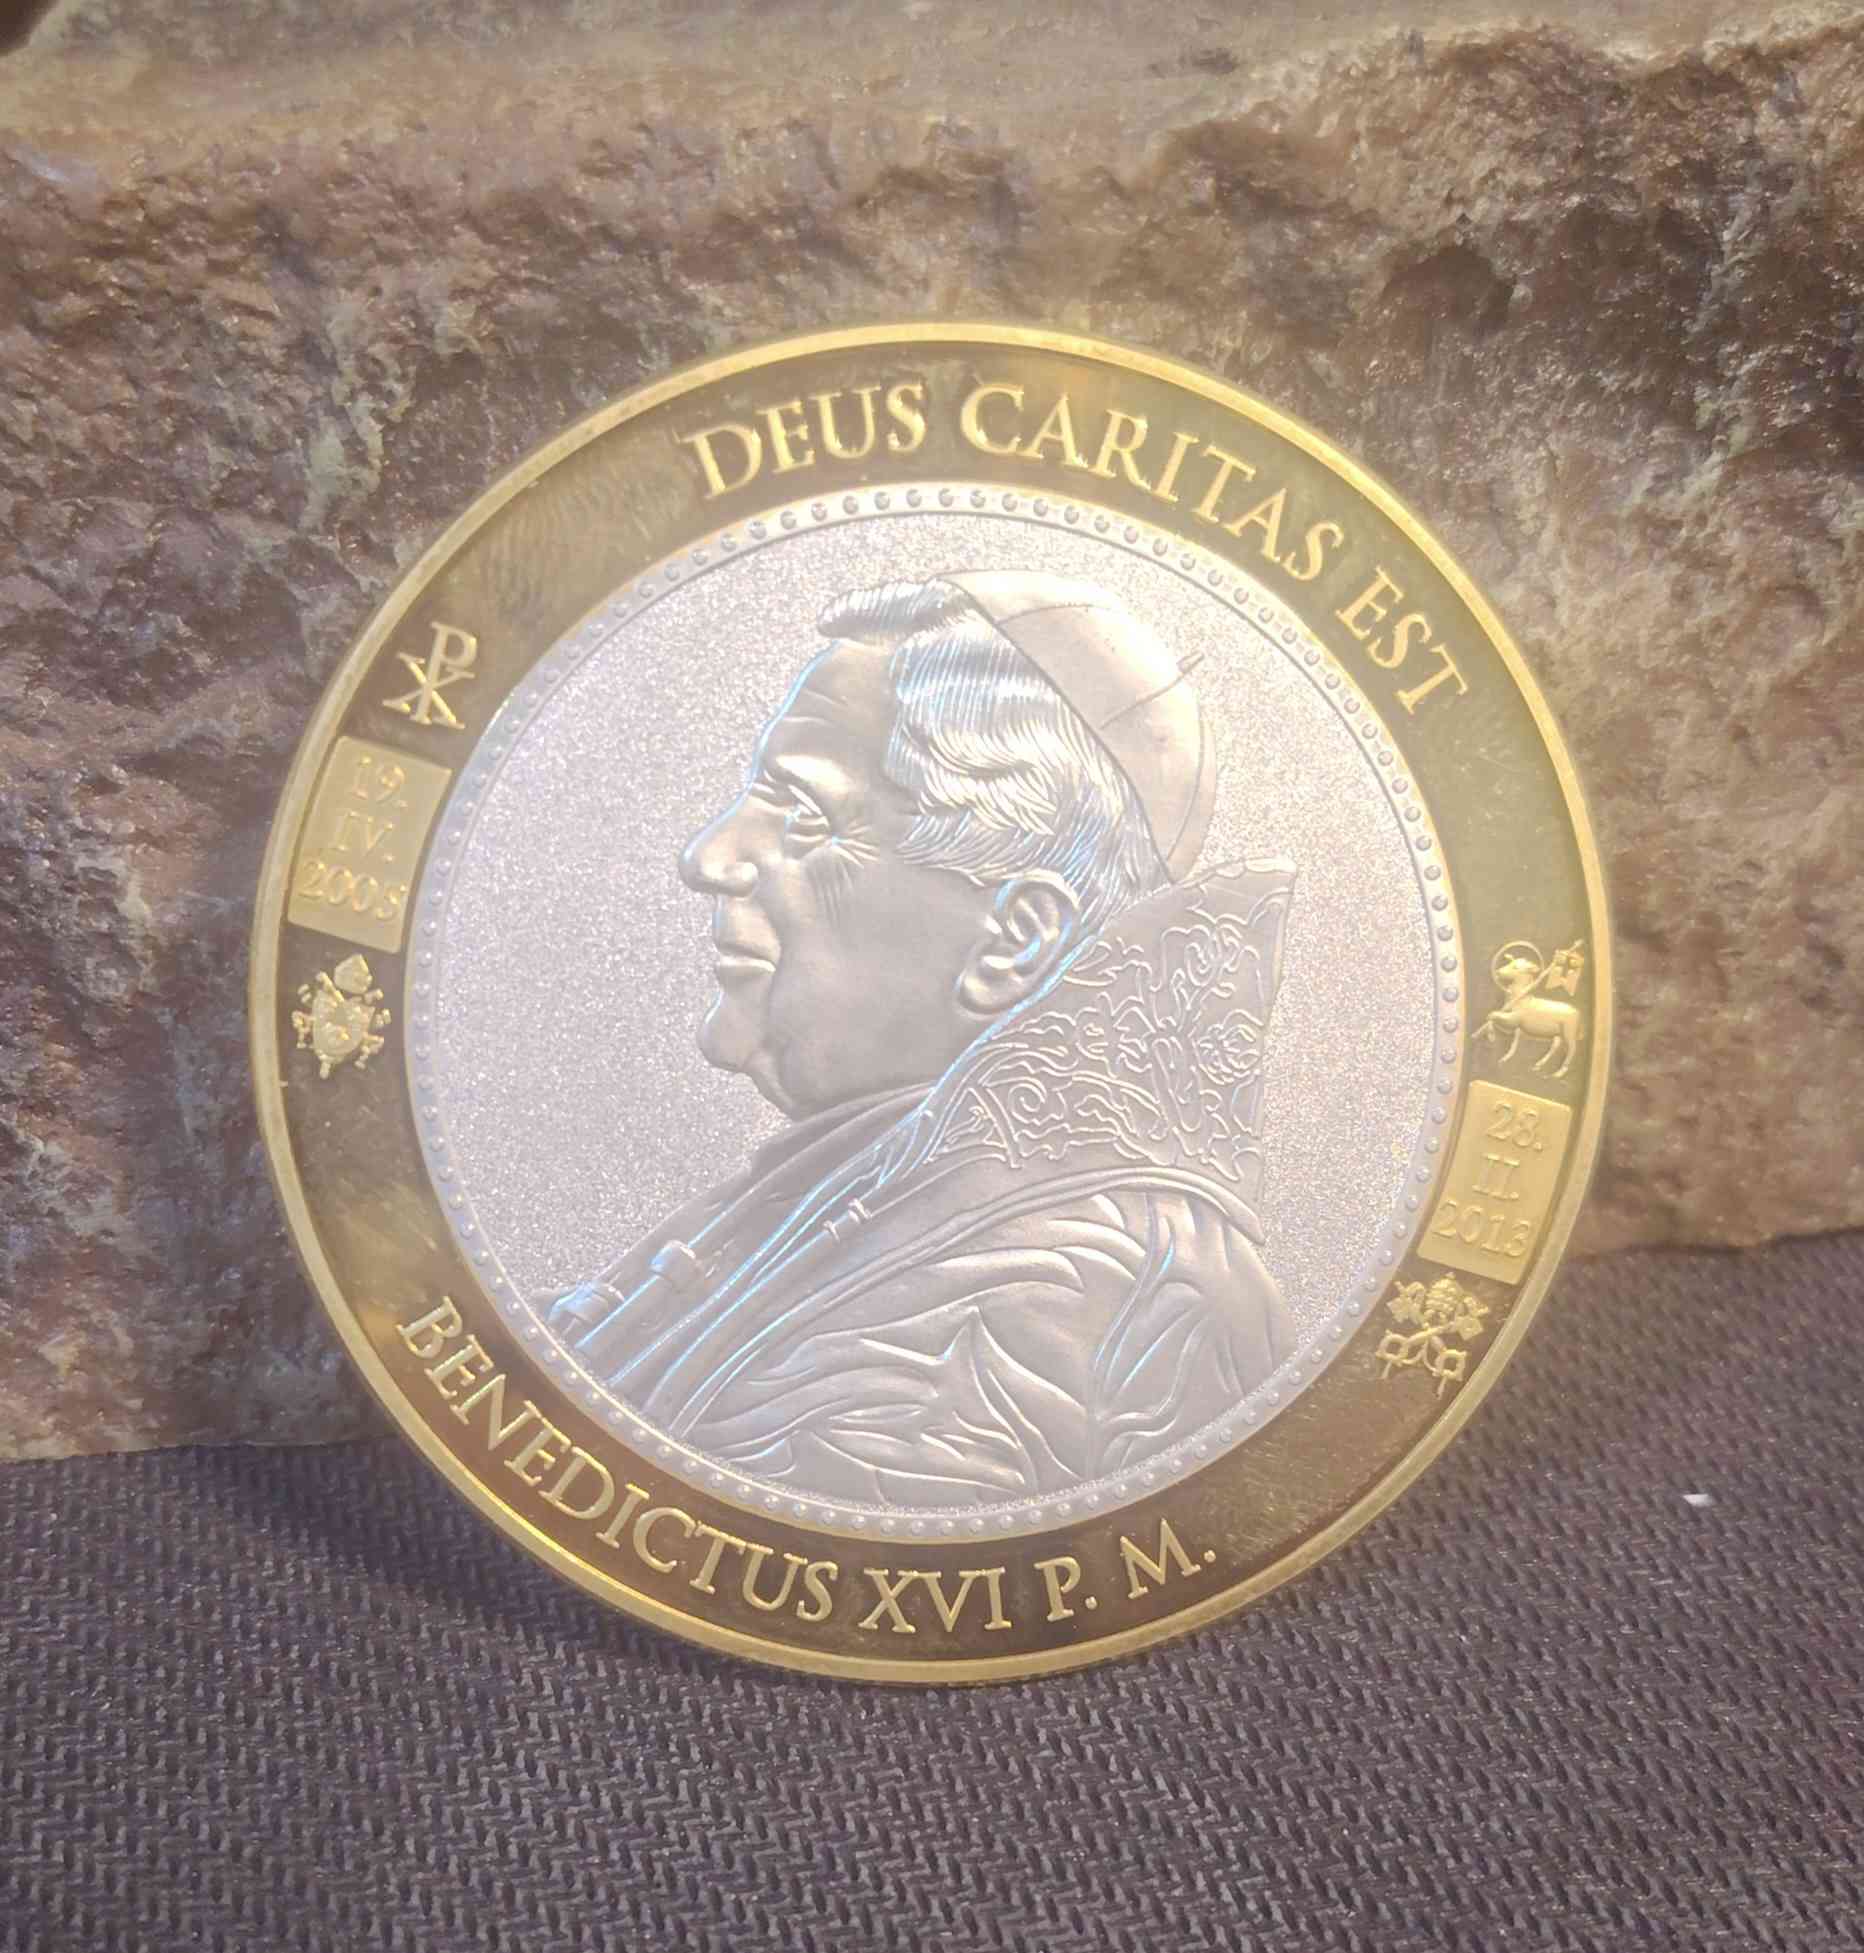 DEUS CARITAS EST
19.
IV.
2005
28.
II.
2013
BENEDICTUS XVI P. M.